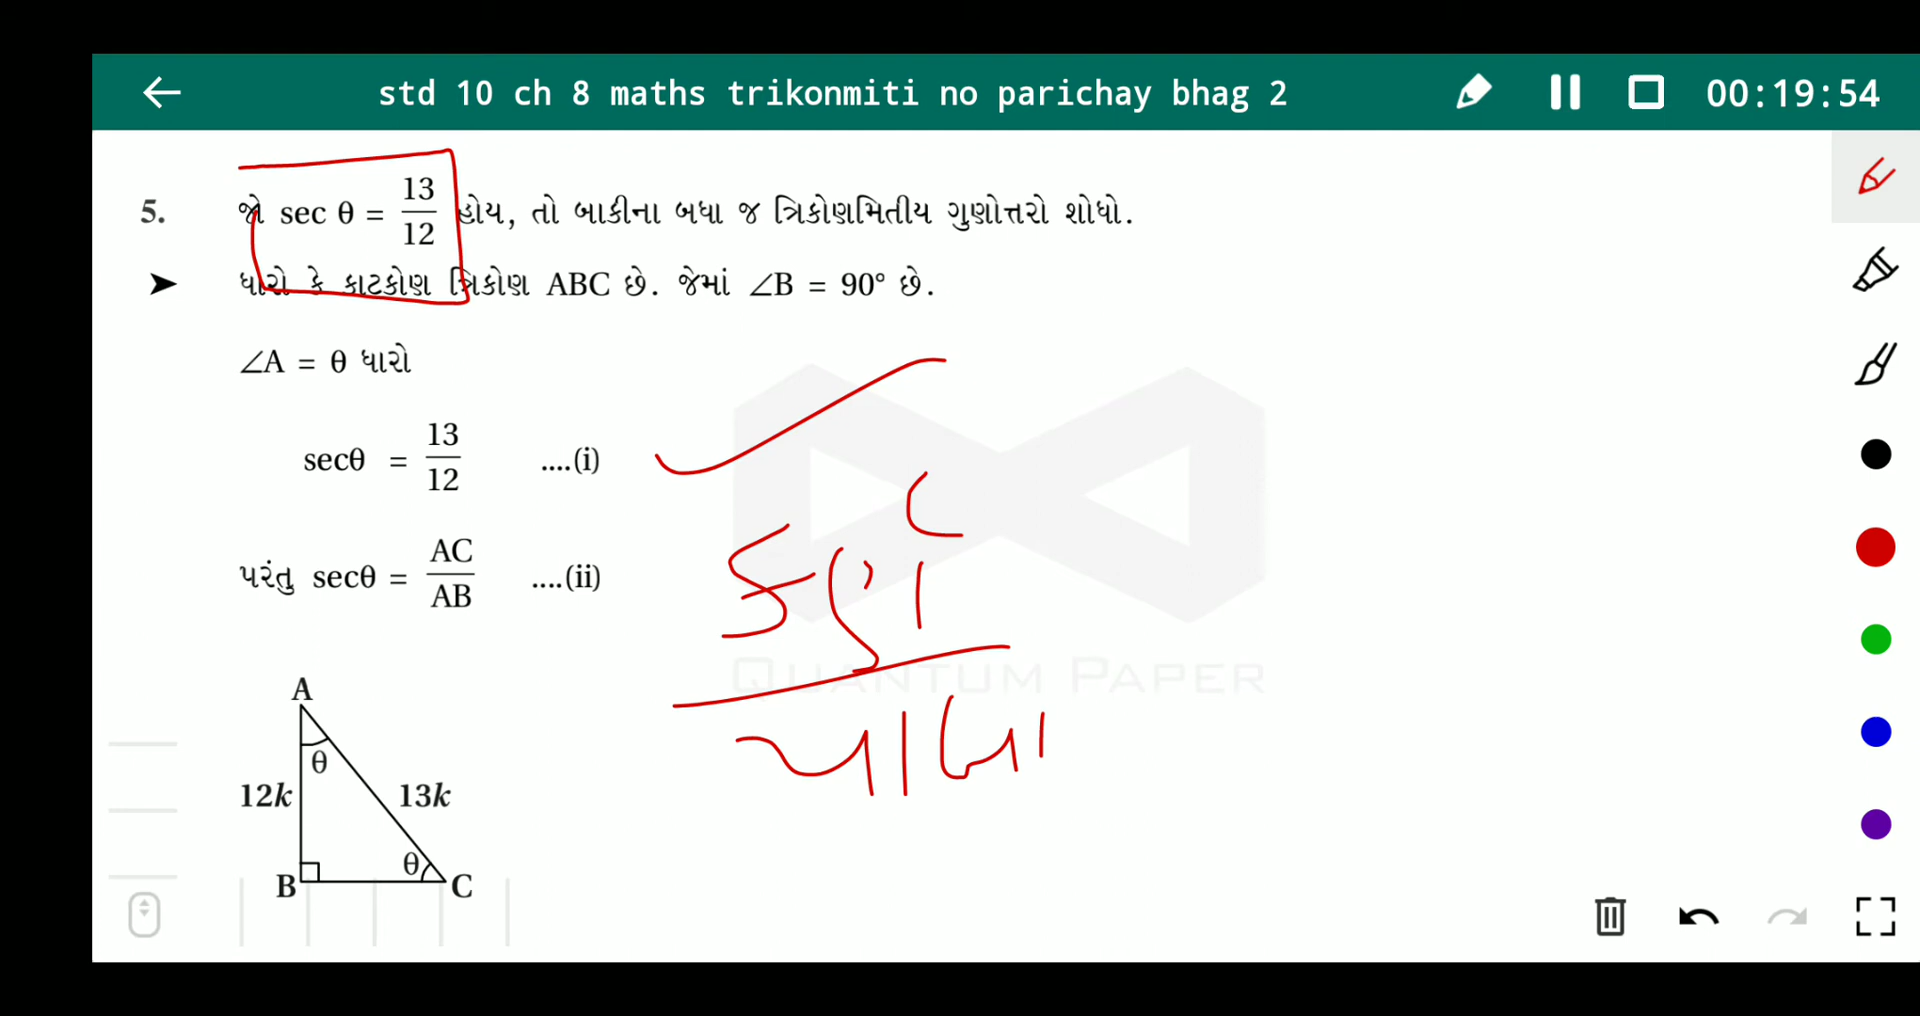 std 10 ch 8 maths trikonmiti no parichay bhag 2
00:19:54
5. જો sec θ = 13/12 હોય, તો બાકીના બધા જ ત્રિકોણમિતીય ગુણોત્તરો શોધો.
➤ ધારો કે કાટકોણ ત્રિકોણ ABC છે. જેમાં ∠B = 90° છે.
∠A = θ ધારો
secθ = 13/12 ....(i)
પરંતુ secθ = AC/AB ....(ii)
QUANTUM PAPER
A
θ
12k 13k
θ
B C